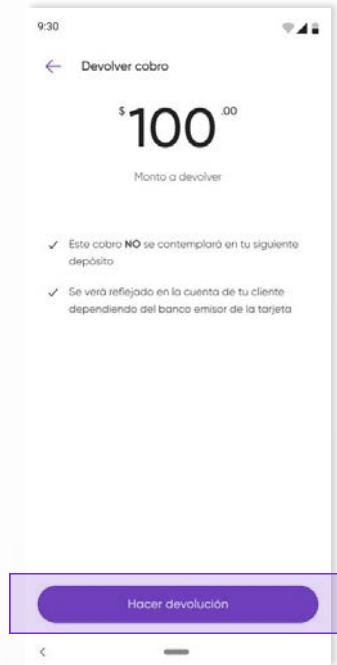 9:30
Devolver cobro
$100.00
Monto a devolver
Este cobro NO se contemplará en tu siguiente
depósito
Se verá reflejado en la cuenta de tu cliente
dependiendo del banco emisor de la tarjeta
Hacer devolución